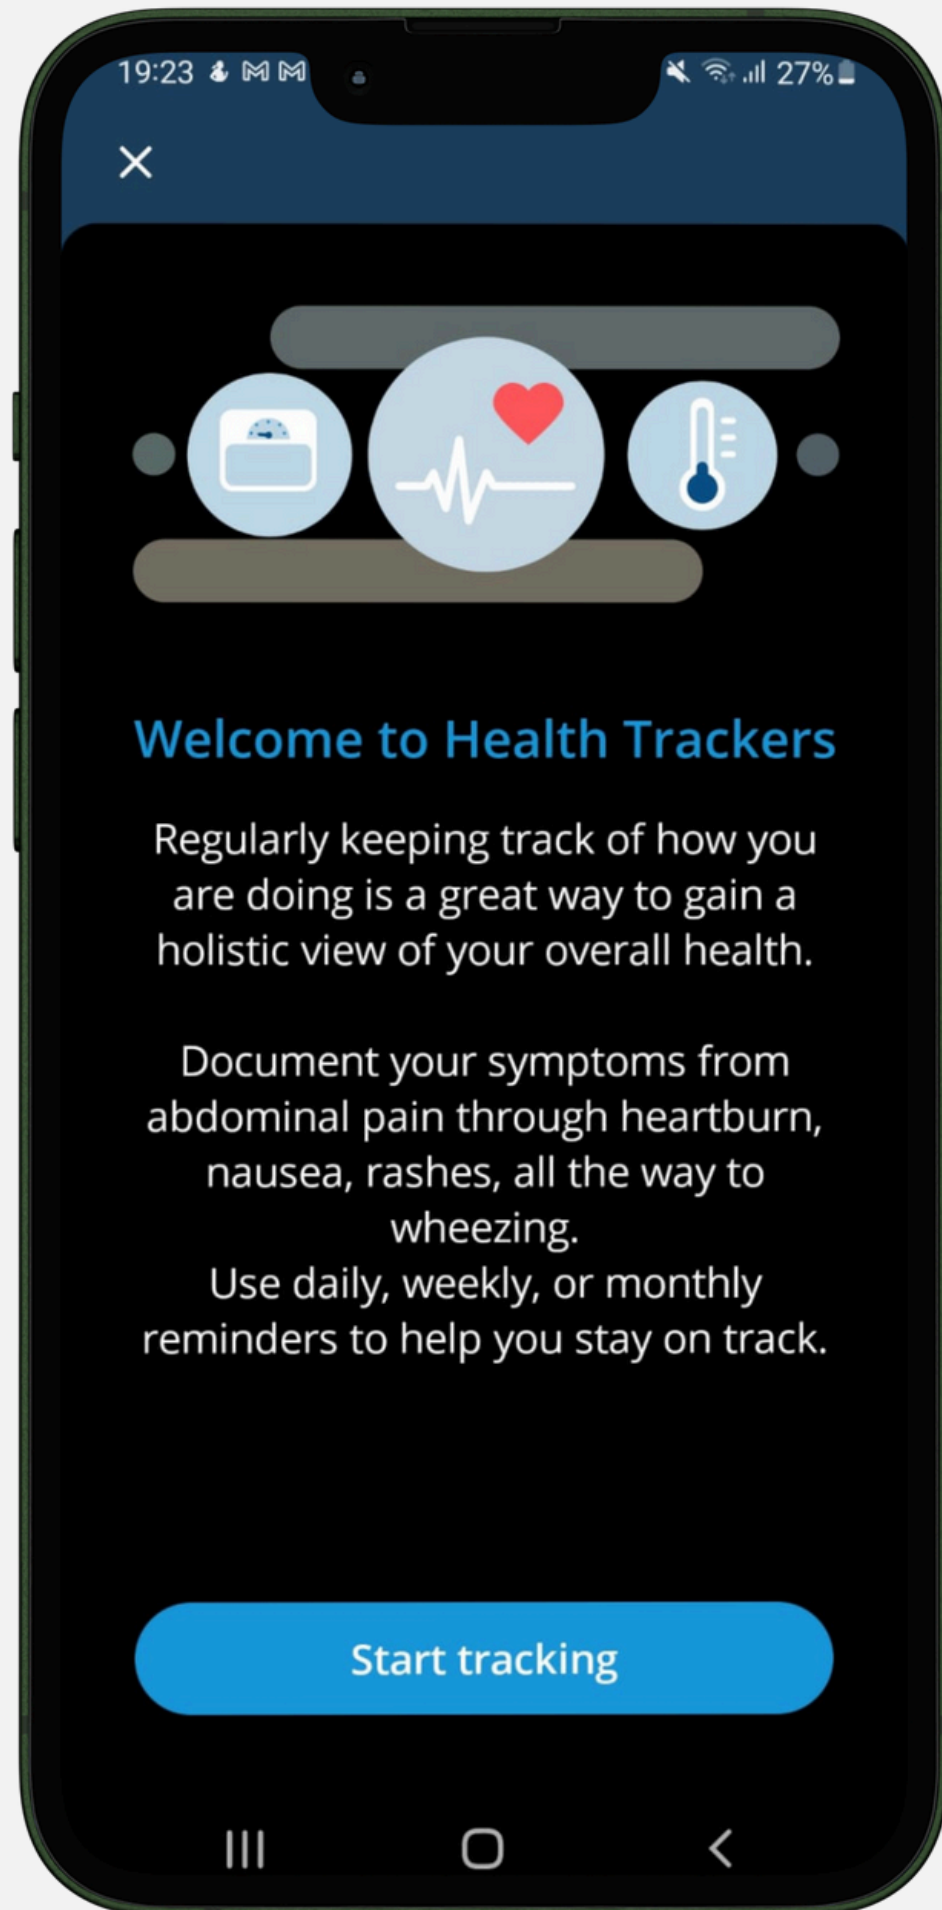 19:23
27%
Welcome to Health Trackers
Regularly keeping track of how you
are doing is a great way to gain a
holistic view of your overall health.
Document your symptoms from
abdominal pain through heartburn,
nausea, rashes, all the way to
wheezing.
Use daily, weekly, or monthly
reminders to help you stay on track.
Start tracking